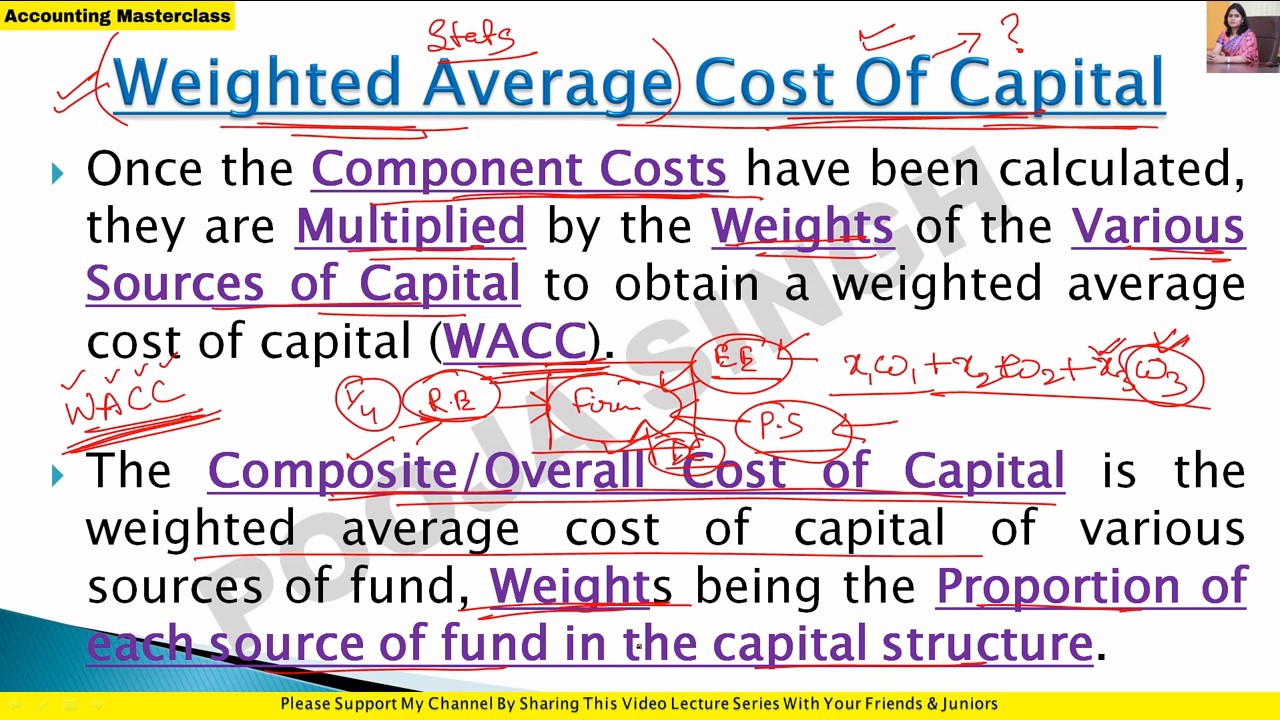 Accounting Masterclass
Stats
?
(Weighted Average) Cost Of Capital
Once the Component Costs have been calculated,
they are Multiplied by the Weights of the Various
Sources of Capital to obtain a weighted average
cost of capital (WACC).
WACC
R.E
Firm
P.S
x₁ω₁ + x₂ω₂ + x₃ω₃
The Composite/Overall Cost of Capital is the
weighted average cost of capital of various
sources of fund, Weights being the Proportion of
each source of fund in the capital structure.
POOJA SINGH
Please Support My Channel By Sharing This Video Lecture Series With Your Friends & Juniors